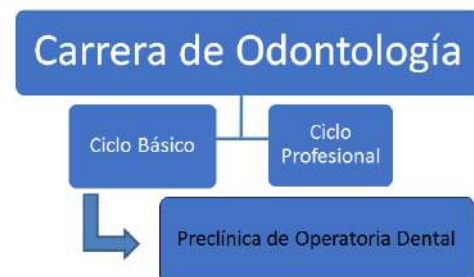 Carrera de Odontología
Ciclo Básico
Ciclo
Profesional
Preclínica de Operatoria Dental